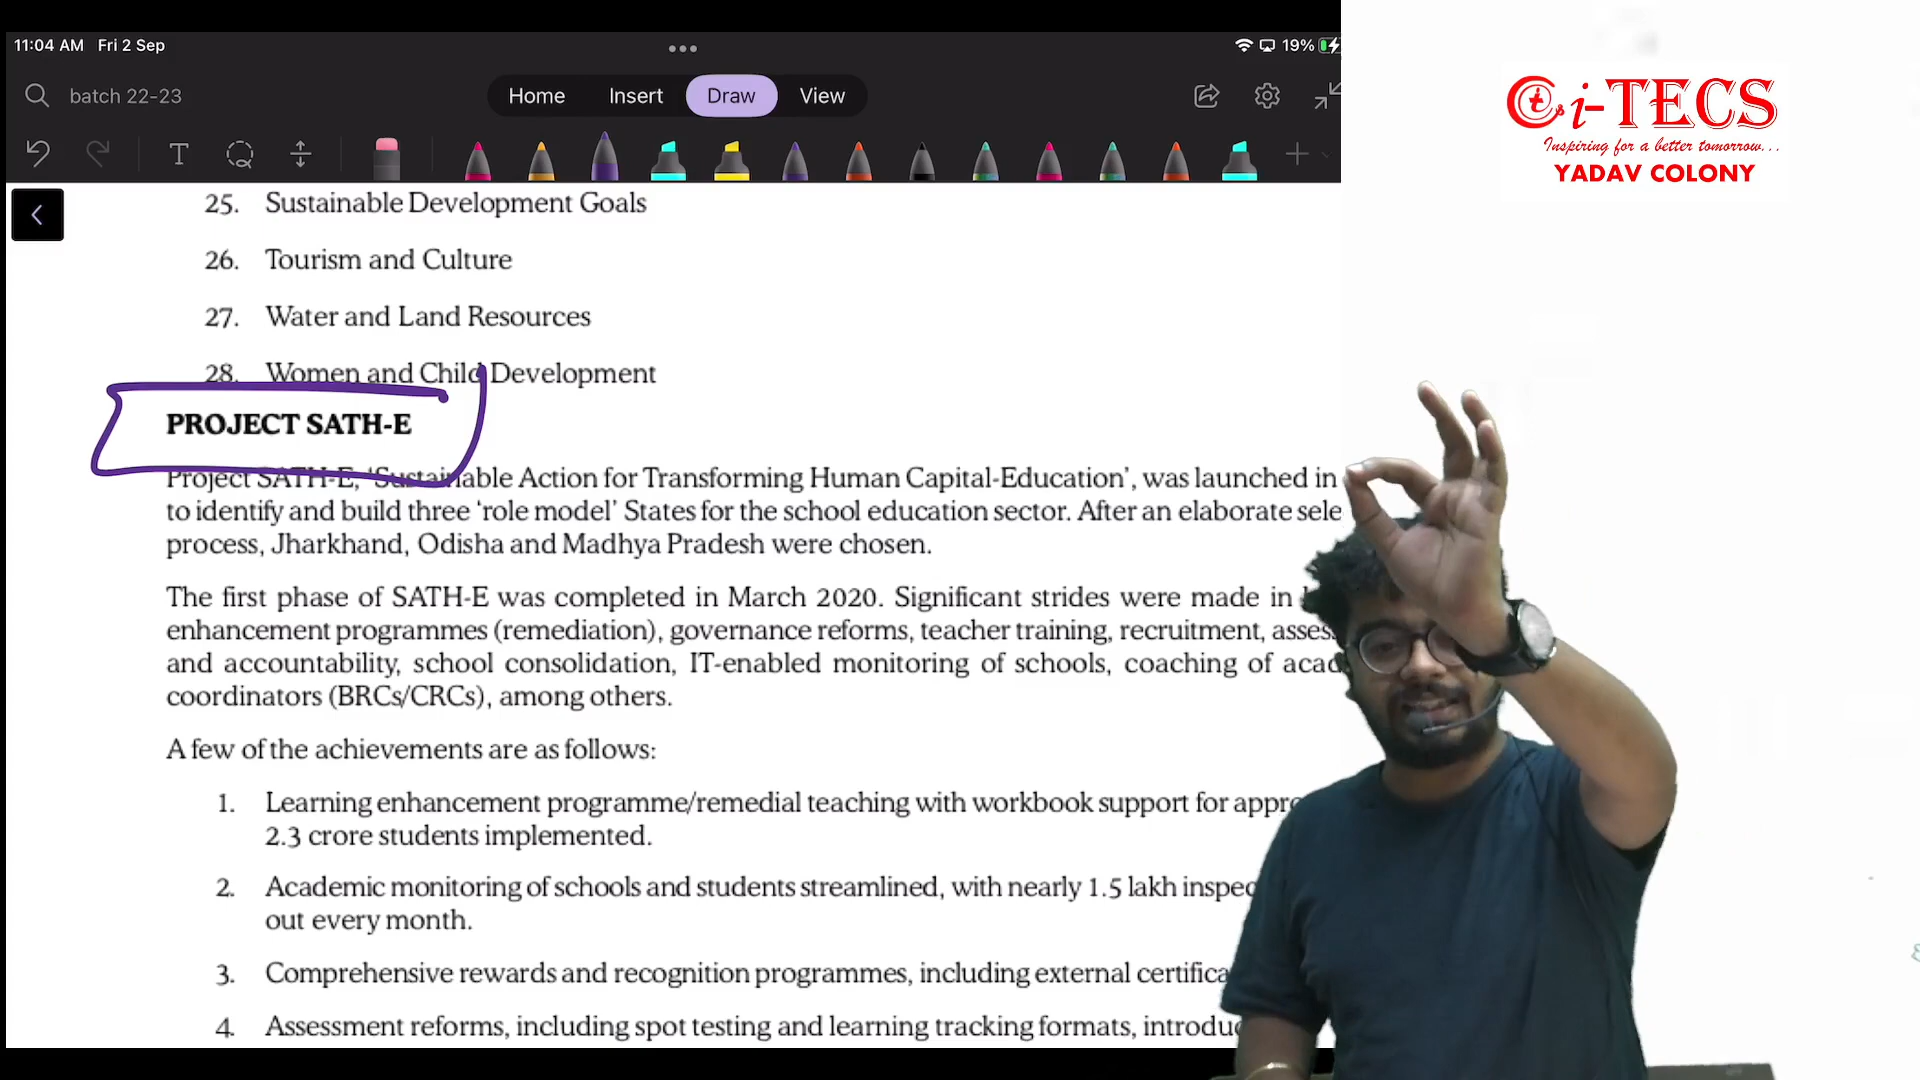 11:04 AM Fri 2 Sep
19%
batch 22-23
Home Insert Draw View
T
i-TECS
Inspiring for a better tomorrow...
YADAV COLONY
25. Sustainable Development Goals
26. Tourism and Culture
27. Water and Land Resources
28. Women and Child Development
PROJECT SATH-E
Project SATH-E, ‘Sustainable Action for Transforming Human Capital-Education’, was launched in
to identify and build three ‘role model’ States for the school education sector. After an elaborate sele
process, Jharkhand, Odisha and Madhya Pradesh were chosen.
The first phase of SATH-E was completed in March 2020. Significant strides were made in
enhancement programmes (remediation), governance reforms, teacher training, recruitment, assess
and accountability, school consolidation, IT-enabled monitoring of schools, coaching of acad
coordinators (BRCs/CRCs), among others.
A few of the achievements are as follows:
1. Learning enhancement programme/remedial teaching with workbook support for appro
2.3 crore students implemented.
2. Academic monitoring of schools and students streamlined, with nearly 1.5 lakh inspec
out every month.
3. Comprehensive rewards and recognition programmes, including external certifica
4. Assessment reforms, including spot testing and learning tracking formats, introduc